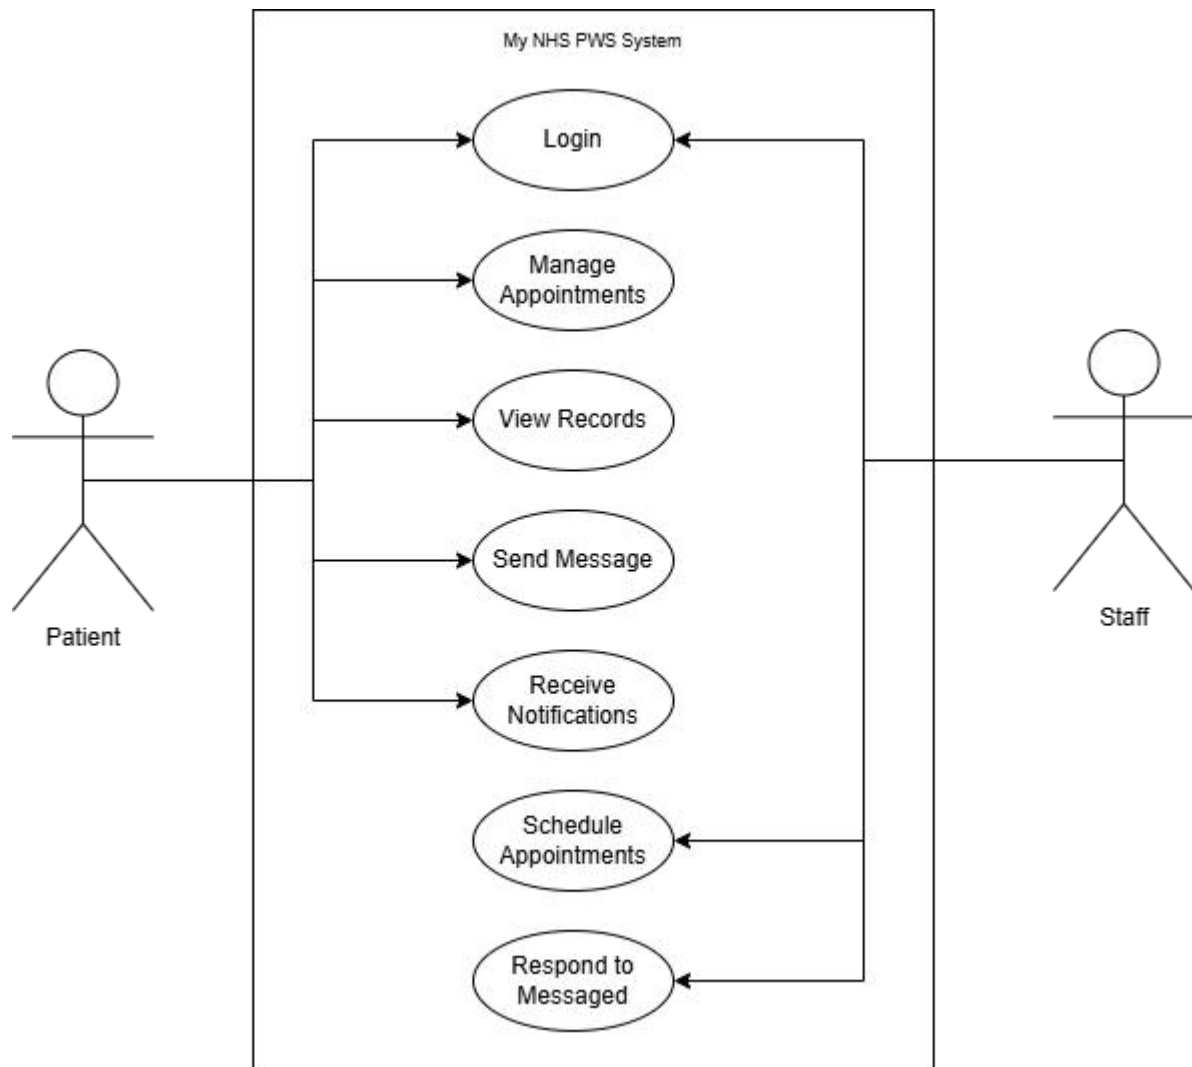 My NHS PWS System
Login
Manage
Appointments
View Records
Send Message
Patient
Staff
Receive
Notifications
Schedule
Appointments
Respond to
Messaged